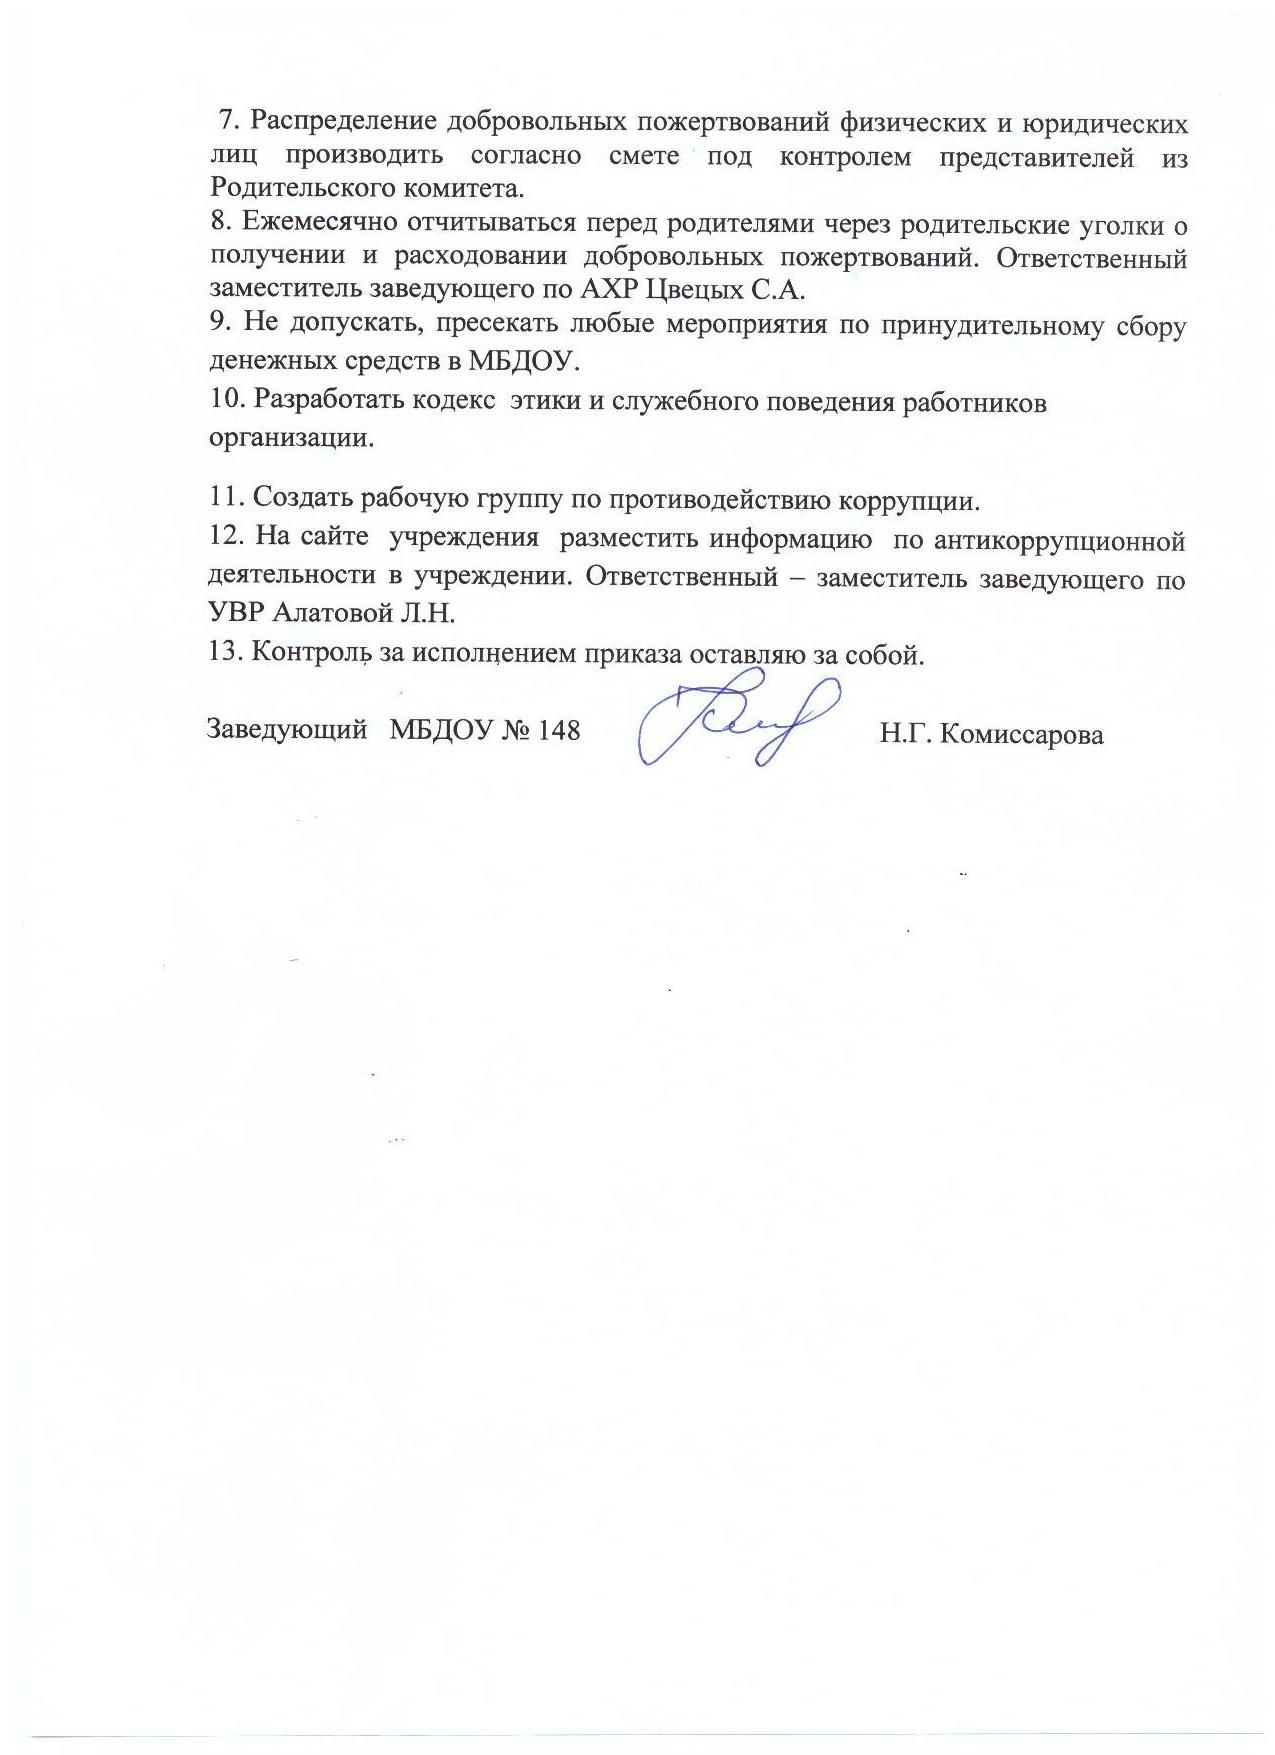 7. Распределение добровольных пожертвований физических и юридических
лиц производить согласно смете под контролем представителей из
Родительского комитета.
8. Ежемесячно отчитываться перед родителями через родительские уголки о
получении и расходовании добровольных пожертвований. Ответственный
заместитель заведующего по АХР Цвецых С.А.
9. Не допускать, пресекать любые мероприятия по принудительному сбору
денежных средств в МБДОУ.
10. Разработать кодекс этики и служебного поведения работников
организации.
11. Создать рабочую группу по противодействию коррупции.
12. На сайте учреждения разместить информацию по антикоррупционной
деятельности в учреждении. Ответственный – заместитель заведующего по
УВР Алатовой Л.Н.
13. Контроль за исполнением приказа оставляю за собой.
Заведующий МБДОУ № 148 Н.Г. Комиссарова